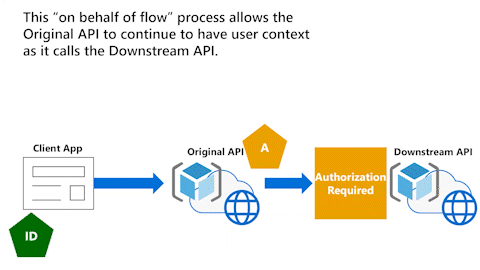 This “on behalf of flow” process allows the
Original API to continue to have user context
as it calls the Downstream API.
Client App
Original API
A
Authorization
Required
Downstream API
ID